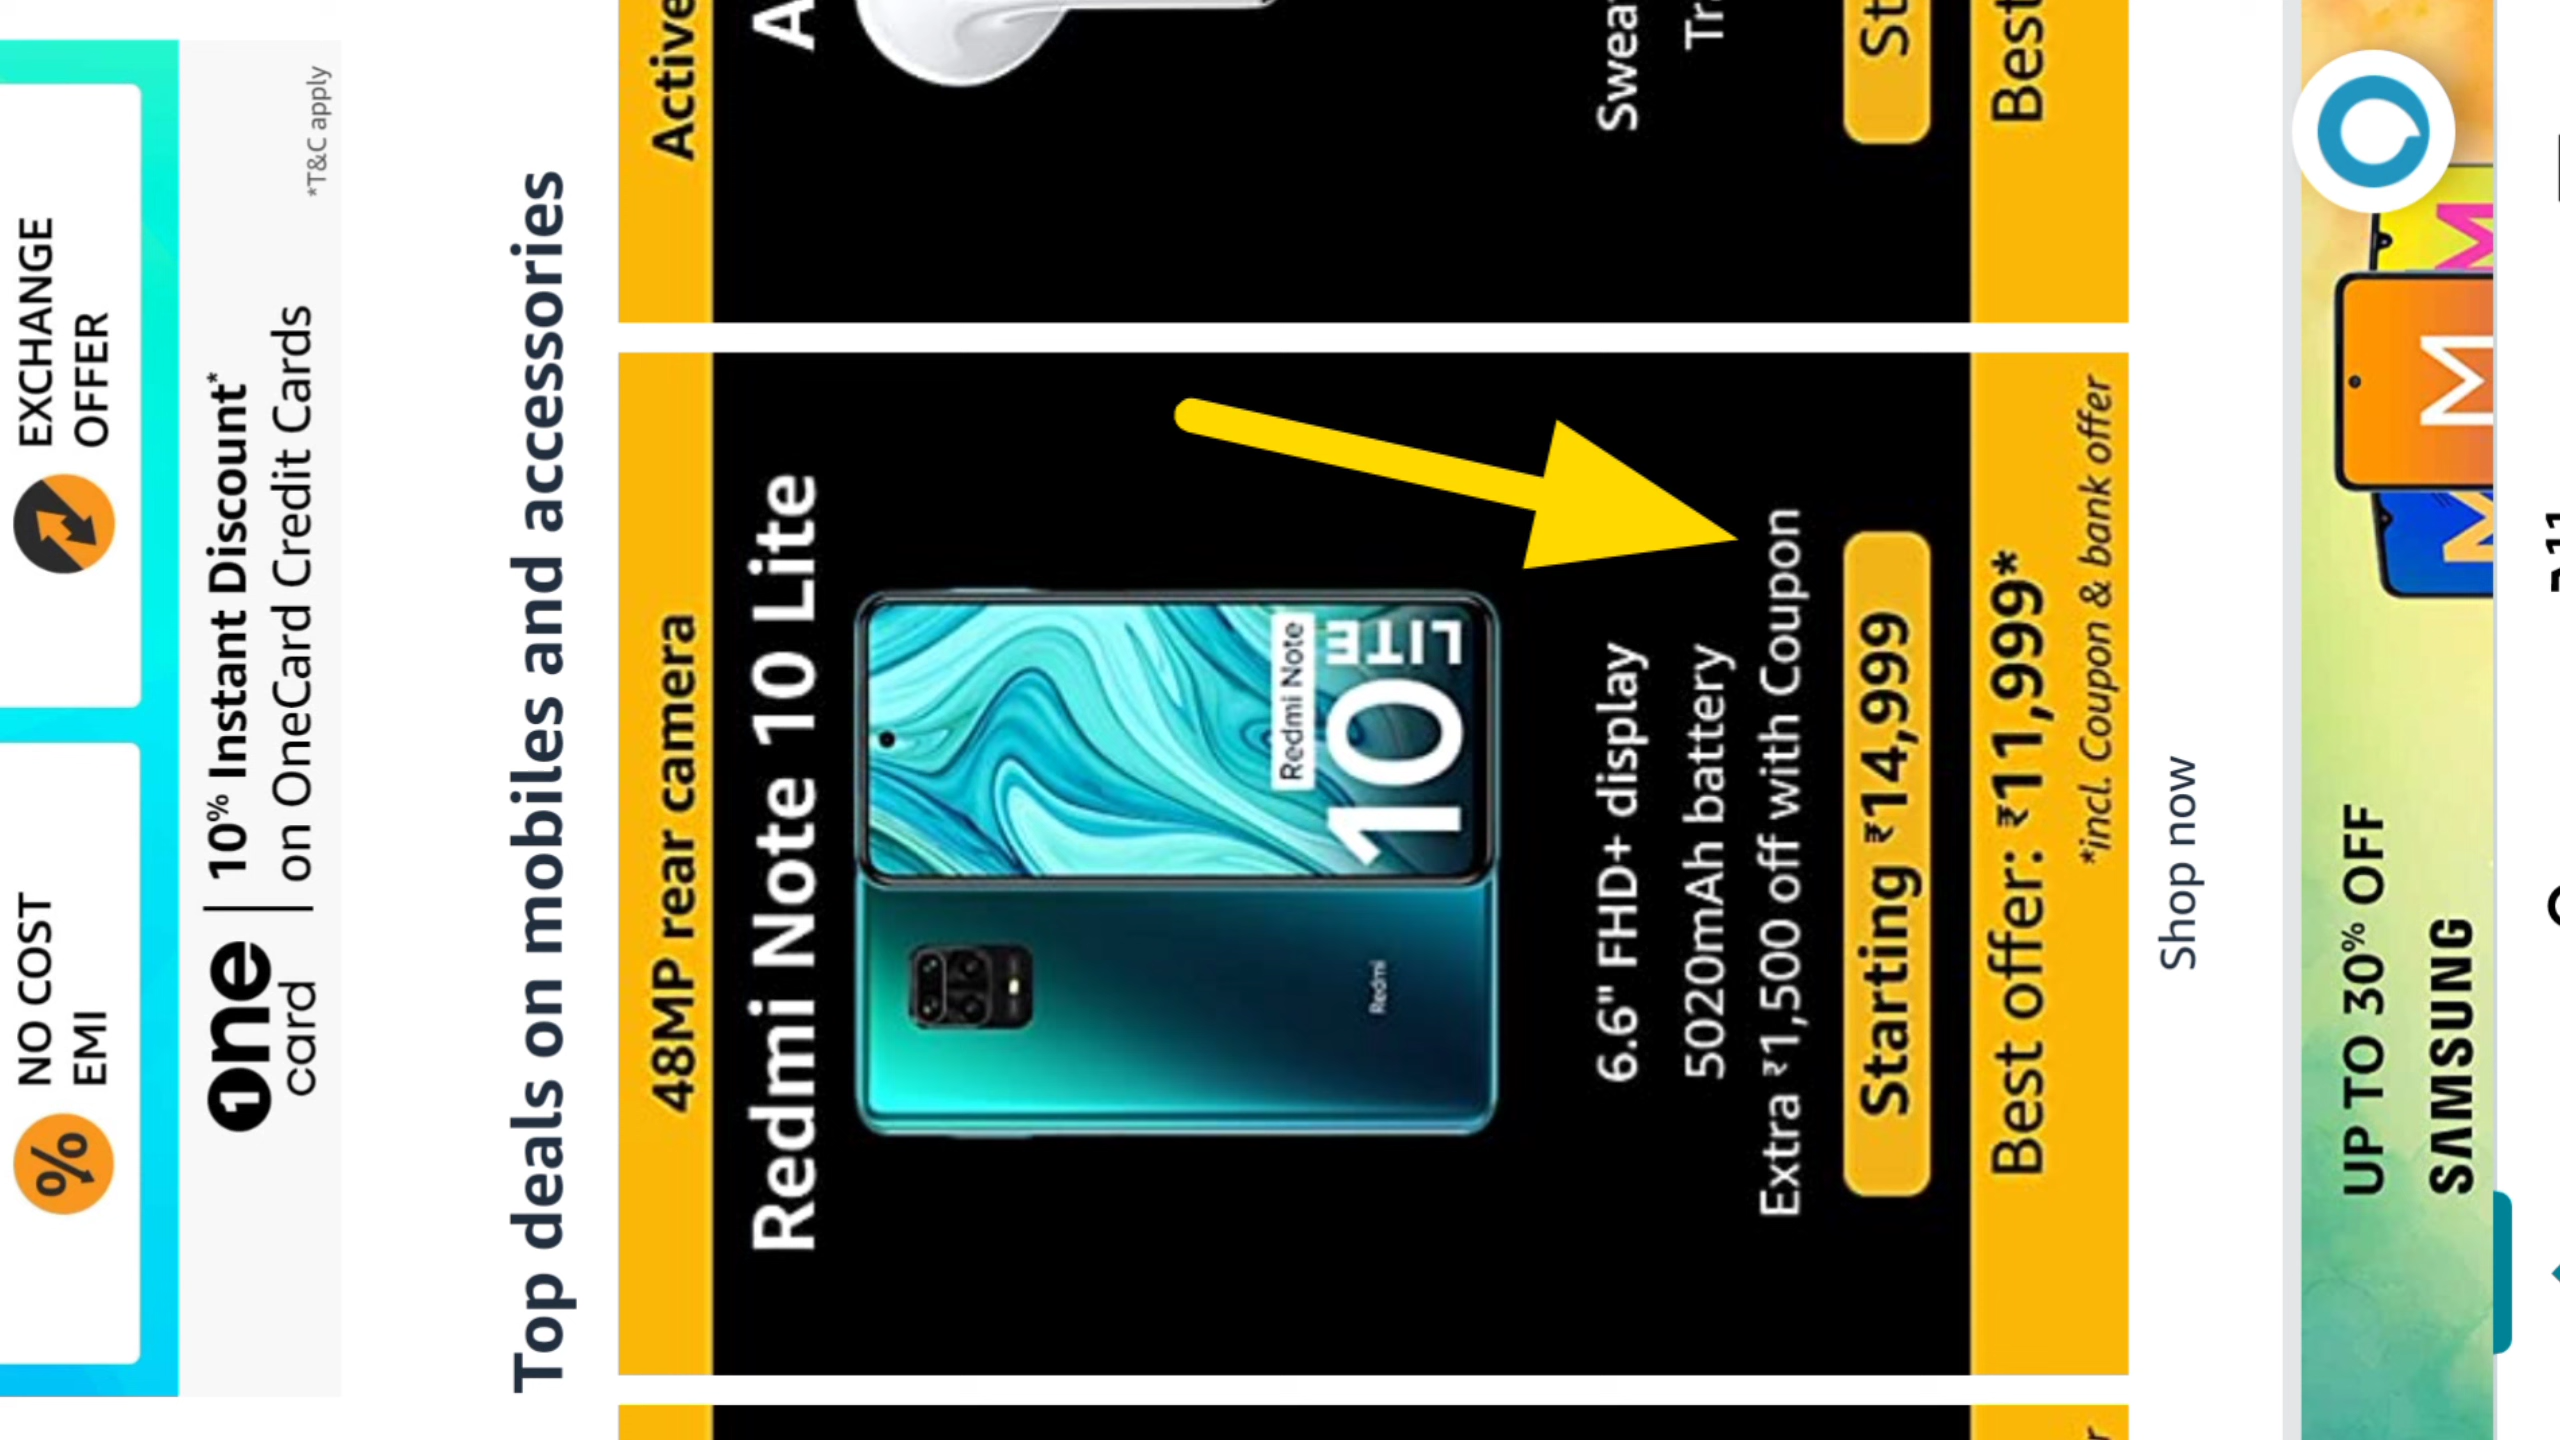 NO COST
EMI
EXCHANGE
OFFER
one
card
10% Instant Discount*
on OneCard Credit Cards
*T&C apply
Top deals on mobiles and accessories
48MP rear camera
Redmi Note 10 Lite
Redmi
Redmi Note
10
LITE
6.6" FHD+ display
5020mAh battery
Extra ₹1,500 off with Coupon
Starting ₹14,999
Best offer: ₹11,999*
*incl. Coupon & bank offer
Active
A
St
Best
Shop now
UP TO 30% OFF
SAMSUNG
M
M
M